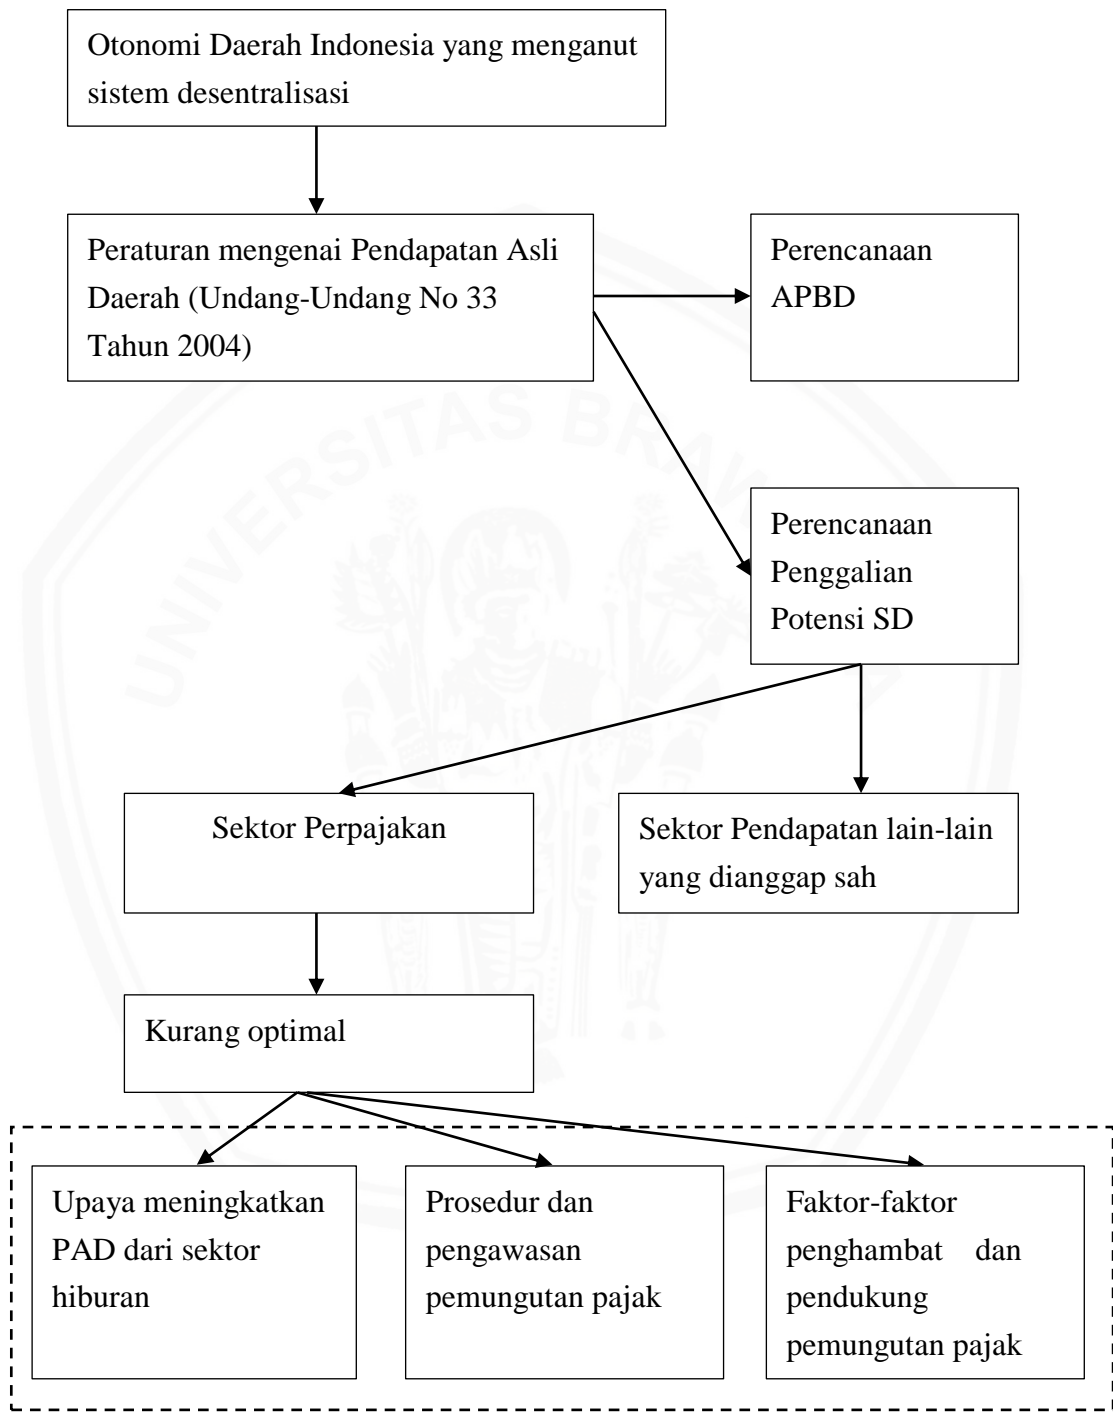 Otonomi Daerah Indonesia yang menganut
sistem desentralisasi
Peraturan mengenai Pendapatan Asli
Daerah (Undang-Undang No 33
Tahun 2004)
Perencanaan
APBD
UNIVERSITAS BRAWIJAYA
Perencanaan
Penggalian
Potensi SD
Sektor Perpajakan
Sektor Pendapatan lain-lain
yang dianggap sah
Kurang optimal
Upaya meningkatkan
PAD dari sektor
hiburan
Prosedur dan
pengawasan
pemungutan pajak
Faktor-faktor
penghambat dan
pendukung
pemungutan pajak